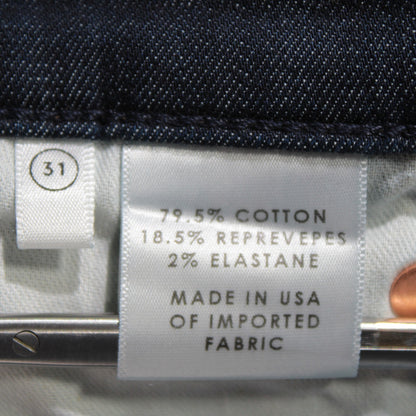 31
79.5% COTTON
18.5% REPREVEPES
2% ELASTANE
MADE IN USA
OF IMPORTED
FABRIC